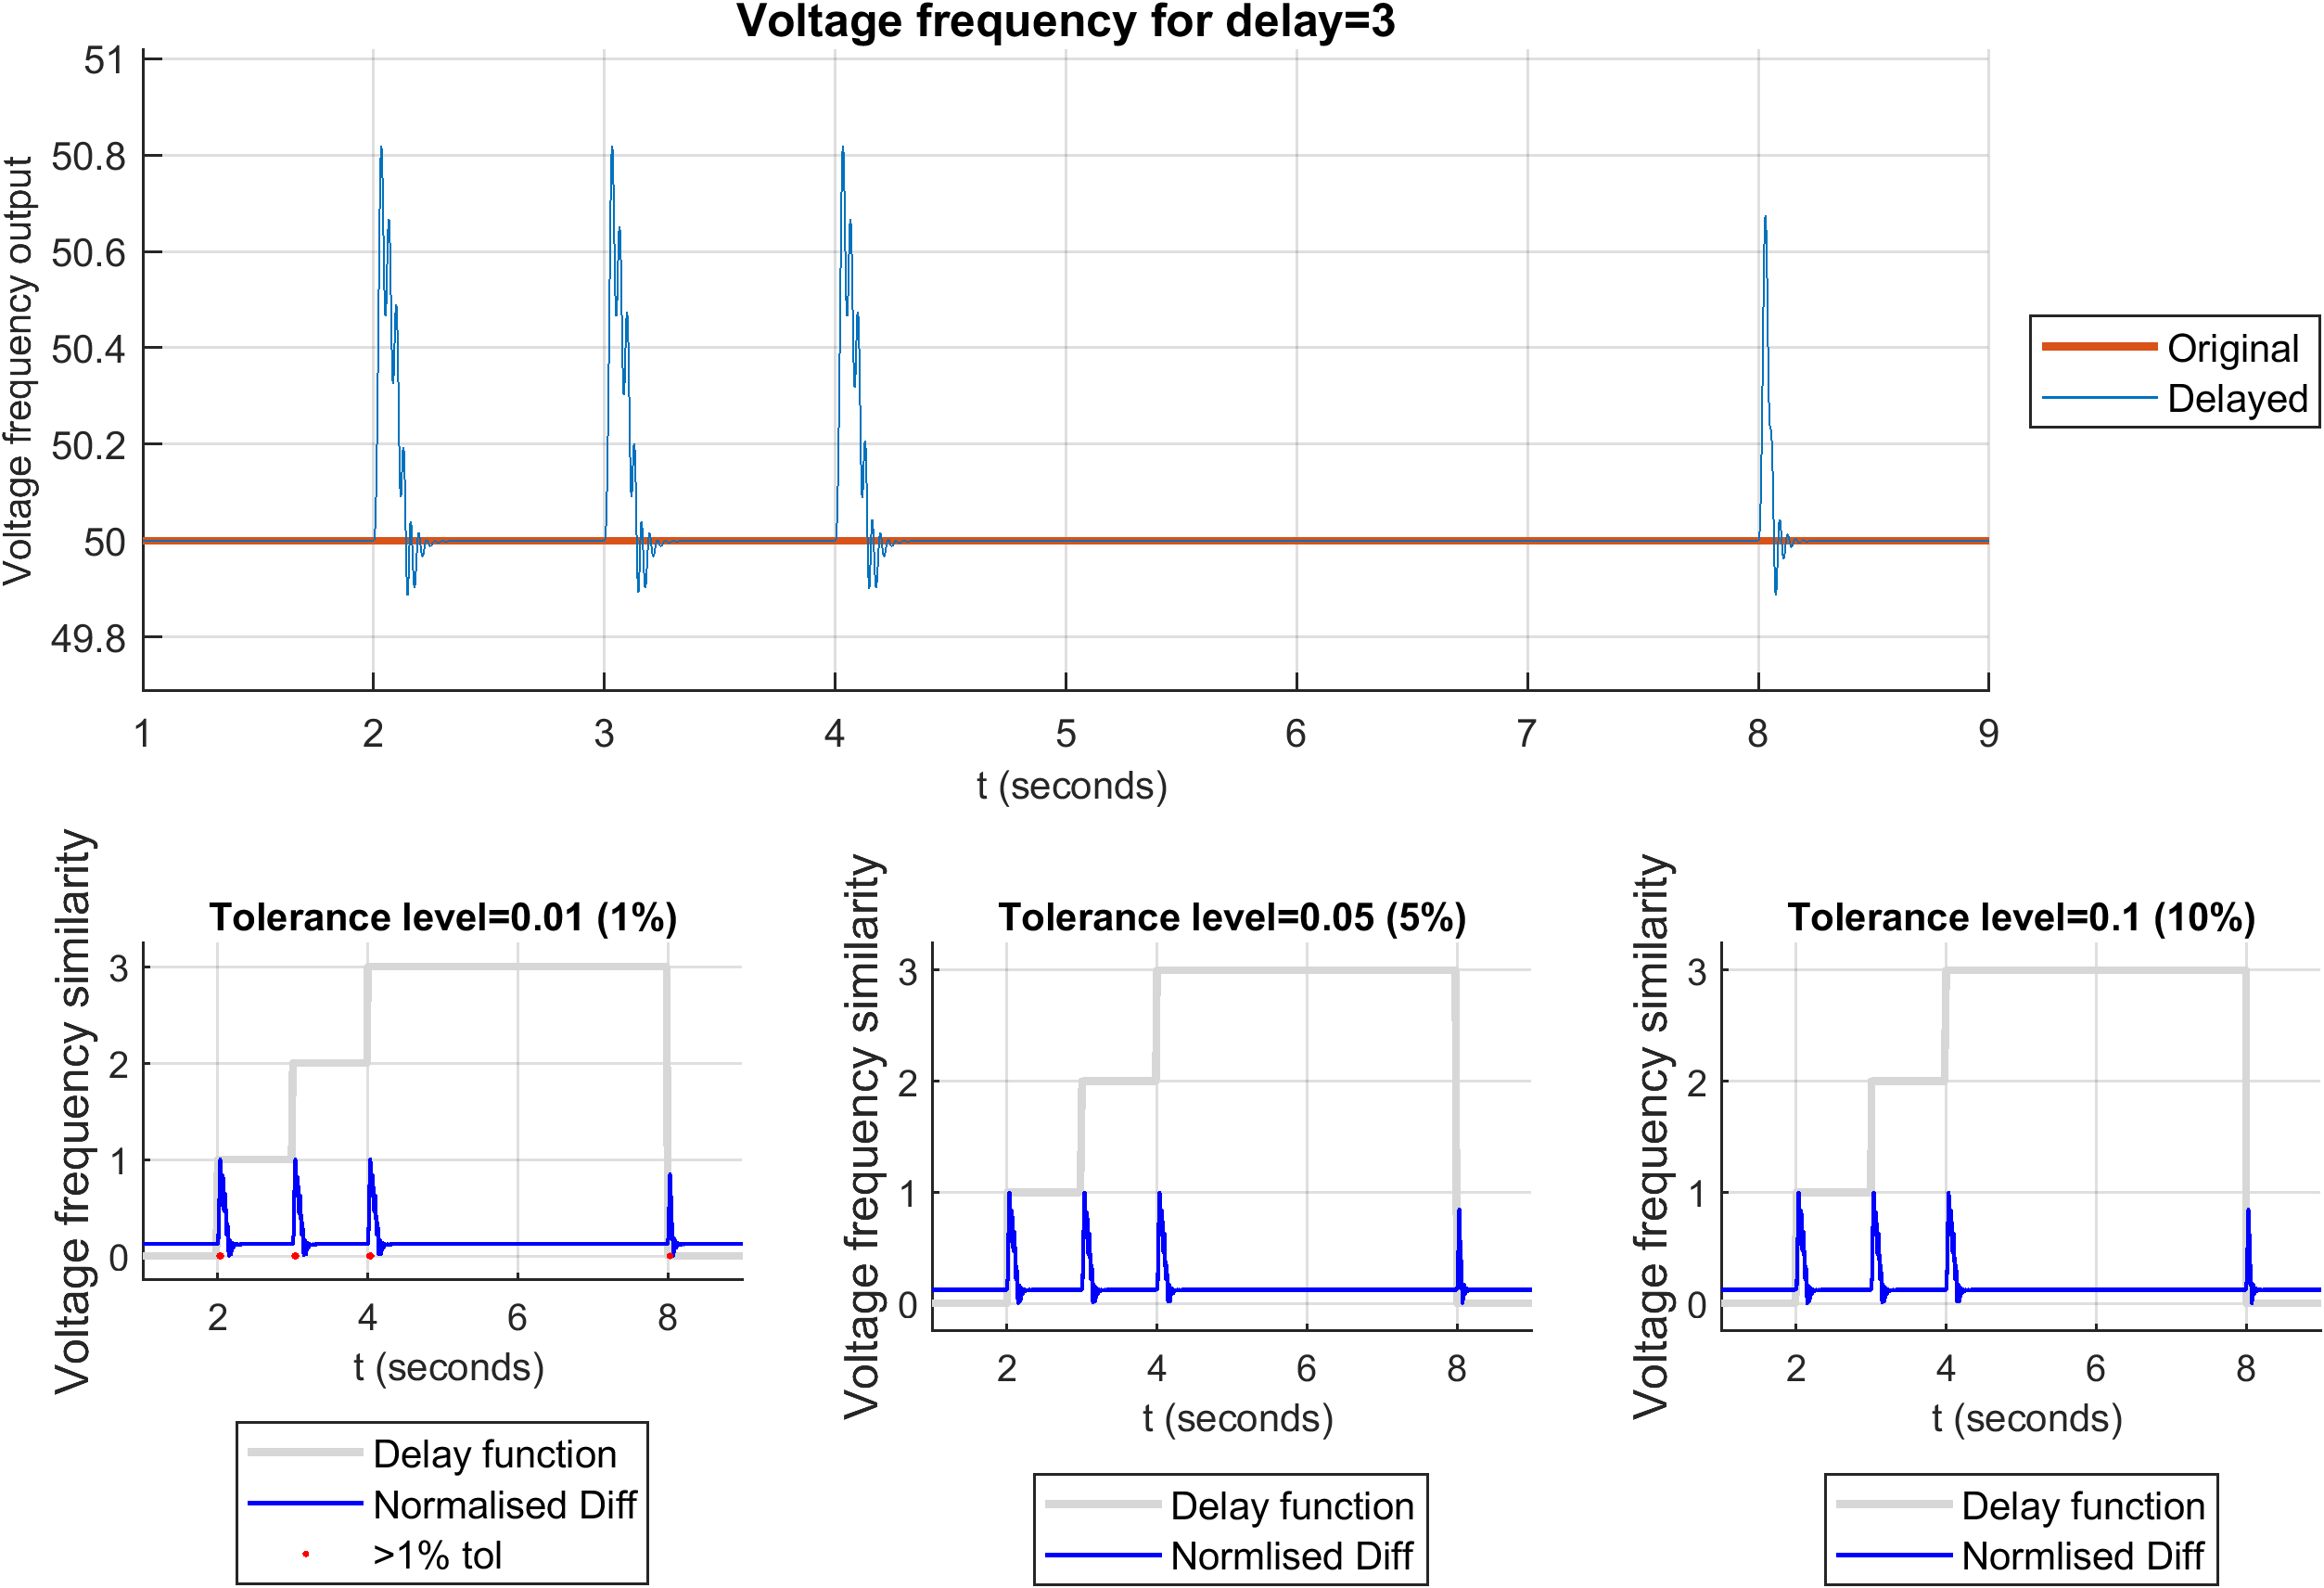 Voltage frequency for delay=3
Voltage frequency output
51
50.8
50.6
50.4
50.2
50
49.8
1 2 3 4 5 6 7 8 9
t (seconds)
Original
Delayed
Tolerance level=0.01 (1%)
Voltage frequency similarity
3
2
1
0
2 4 6 8
t (seconds)
Delay function
Normalised Diff
>1% tol
Tolerance level=0.05 (5%)
Voltage frequency similarity
3
2
1
0
2 4 6 8
t (seconds)
Delay function
Normlised Diff
Tolerance level=0.1 (10%)
Voltage frequency similarity
3
2
1
0
2 4 6 8
t (seconds)
Delay function
Normlised Diff